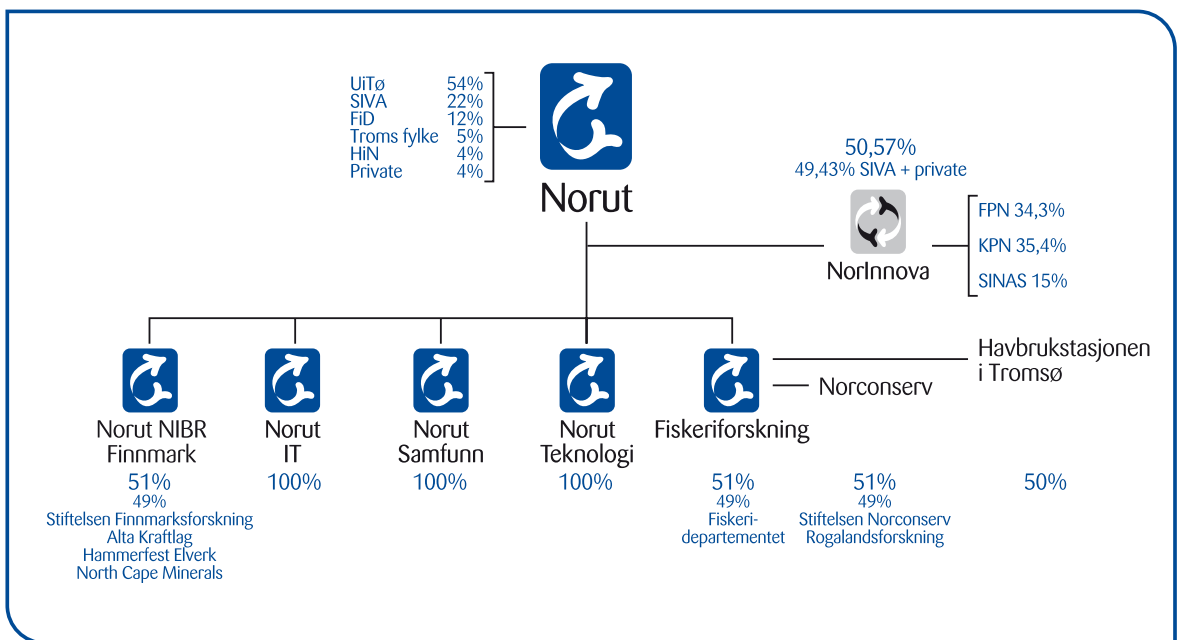 UiTø 54%
SIVA 22%
FiD 12%
Troms fylke 5%
HiN 4%
Private 4%
Norut
50,57%
49,43% SIVA + private
NorInnova
FPN 34,3%
KPN 35,4%
SINAS 15%
Havbrukstasjonen
i Tromsø
Norconserv
Norut NIBR
Finnmark
51%
49%
Stiftelsen Finnmarksforskning
Alta Kraftlag
Hammerfest Elverk
North Cape Minerals
Norut
IT
100%
Norut
Samfunn
100%
Norut
Teknologi
100%
Fiskeriforskning
51%
49%
Fiskeri-
departementet
51%
49%
Stiftelsen Norconserv
Rogalandsforskning
50%